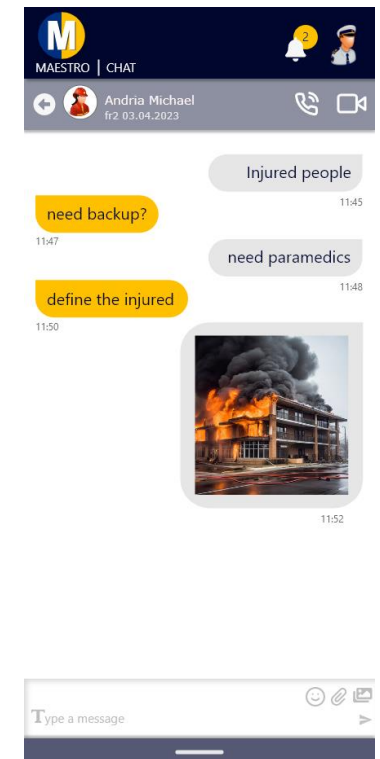 M
2
MAESTRO | CHAT
Andria Michael
fr2 03.04.2023
Injured people
11:45
need backup?
11:47
need paramedics
11:48
define the injured
11:50
11:52
Type a message